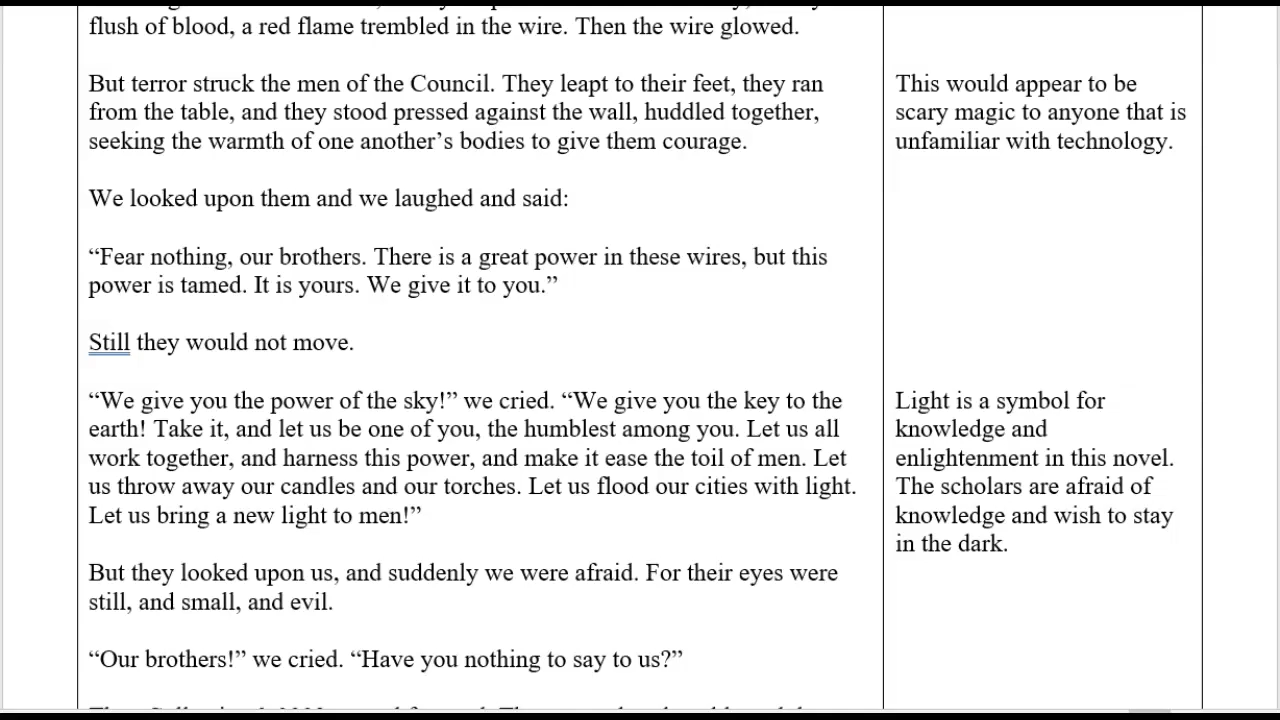 flush of blood, a red flame trembled in the wire. Then the wire glowed.
But terror struck the men of the Council. They leapt to their feet, they ran
from the table, and they stood pressed against the wall, huddled together,
seeking the warmth of one another’s bodies to give them courage.
We looked upon them and we laughed and said:
“Fear nothing, our brothers. There is a great power in these wires, but this
power is tamed. It is yours. We give it to you.”
Still they would not move.
“We give you the power of the sky!” we cried. “We give you the key to the
earth! Take it, and let us be one of you, the humblest among you. Let us all
work together, and harness this power, and make it ease the toil of men. Let
us throw away our candles and our torches. Let us flood our cities with light.
Let us bring a new light to men!”
But they looked upon us, and suddenly we were afraid. For their eyes were
still, and small, and evil.
“Our brothers!” we cried. “Have you nothing to say to us?”
This would appear to be
scary magic to anyone that is
unfamiliar with technology.
Light is a symbol for
knowledge and
enlightenment in this novel.
The scholars are afraid of
knowledge and wish to stay
in the dark.